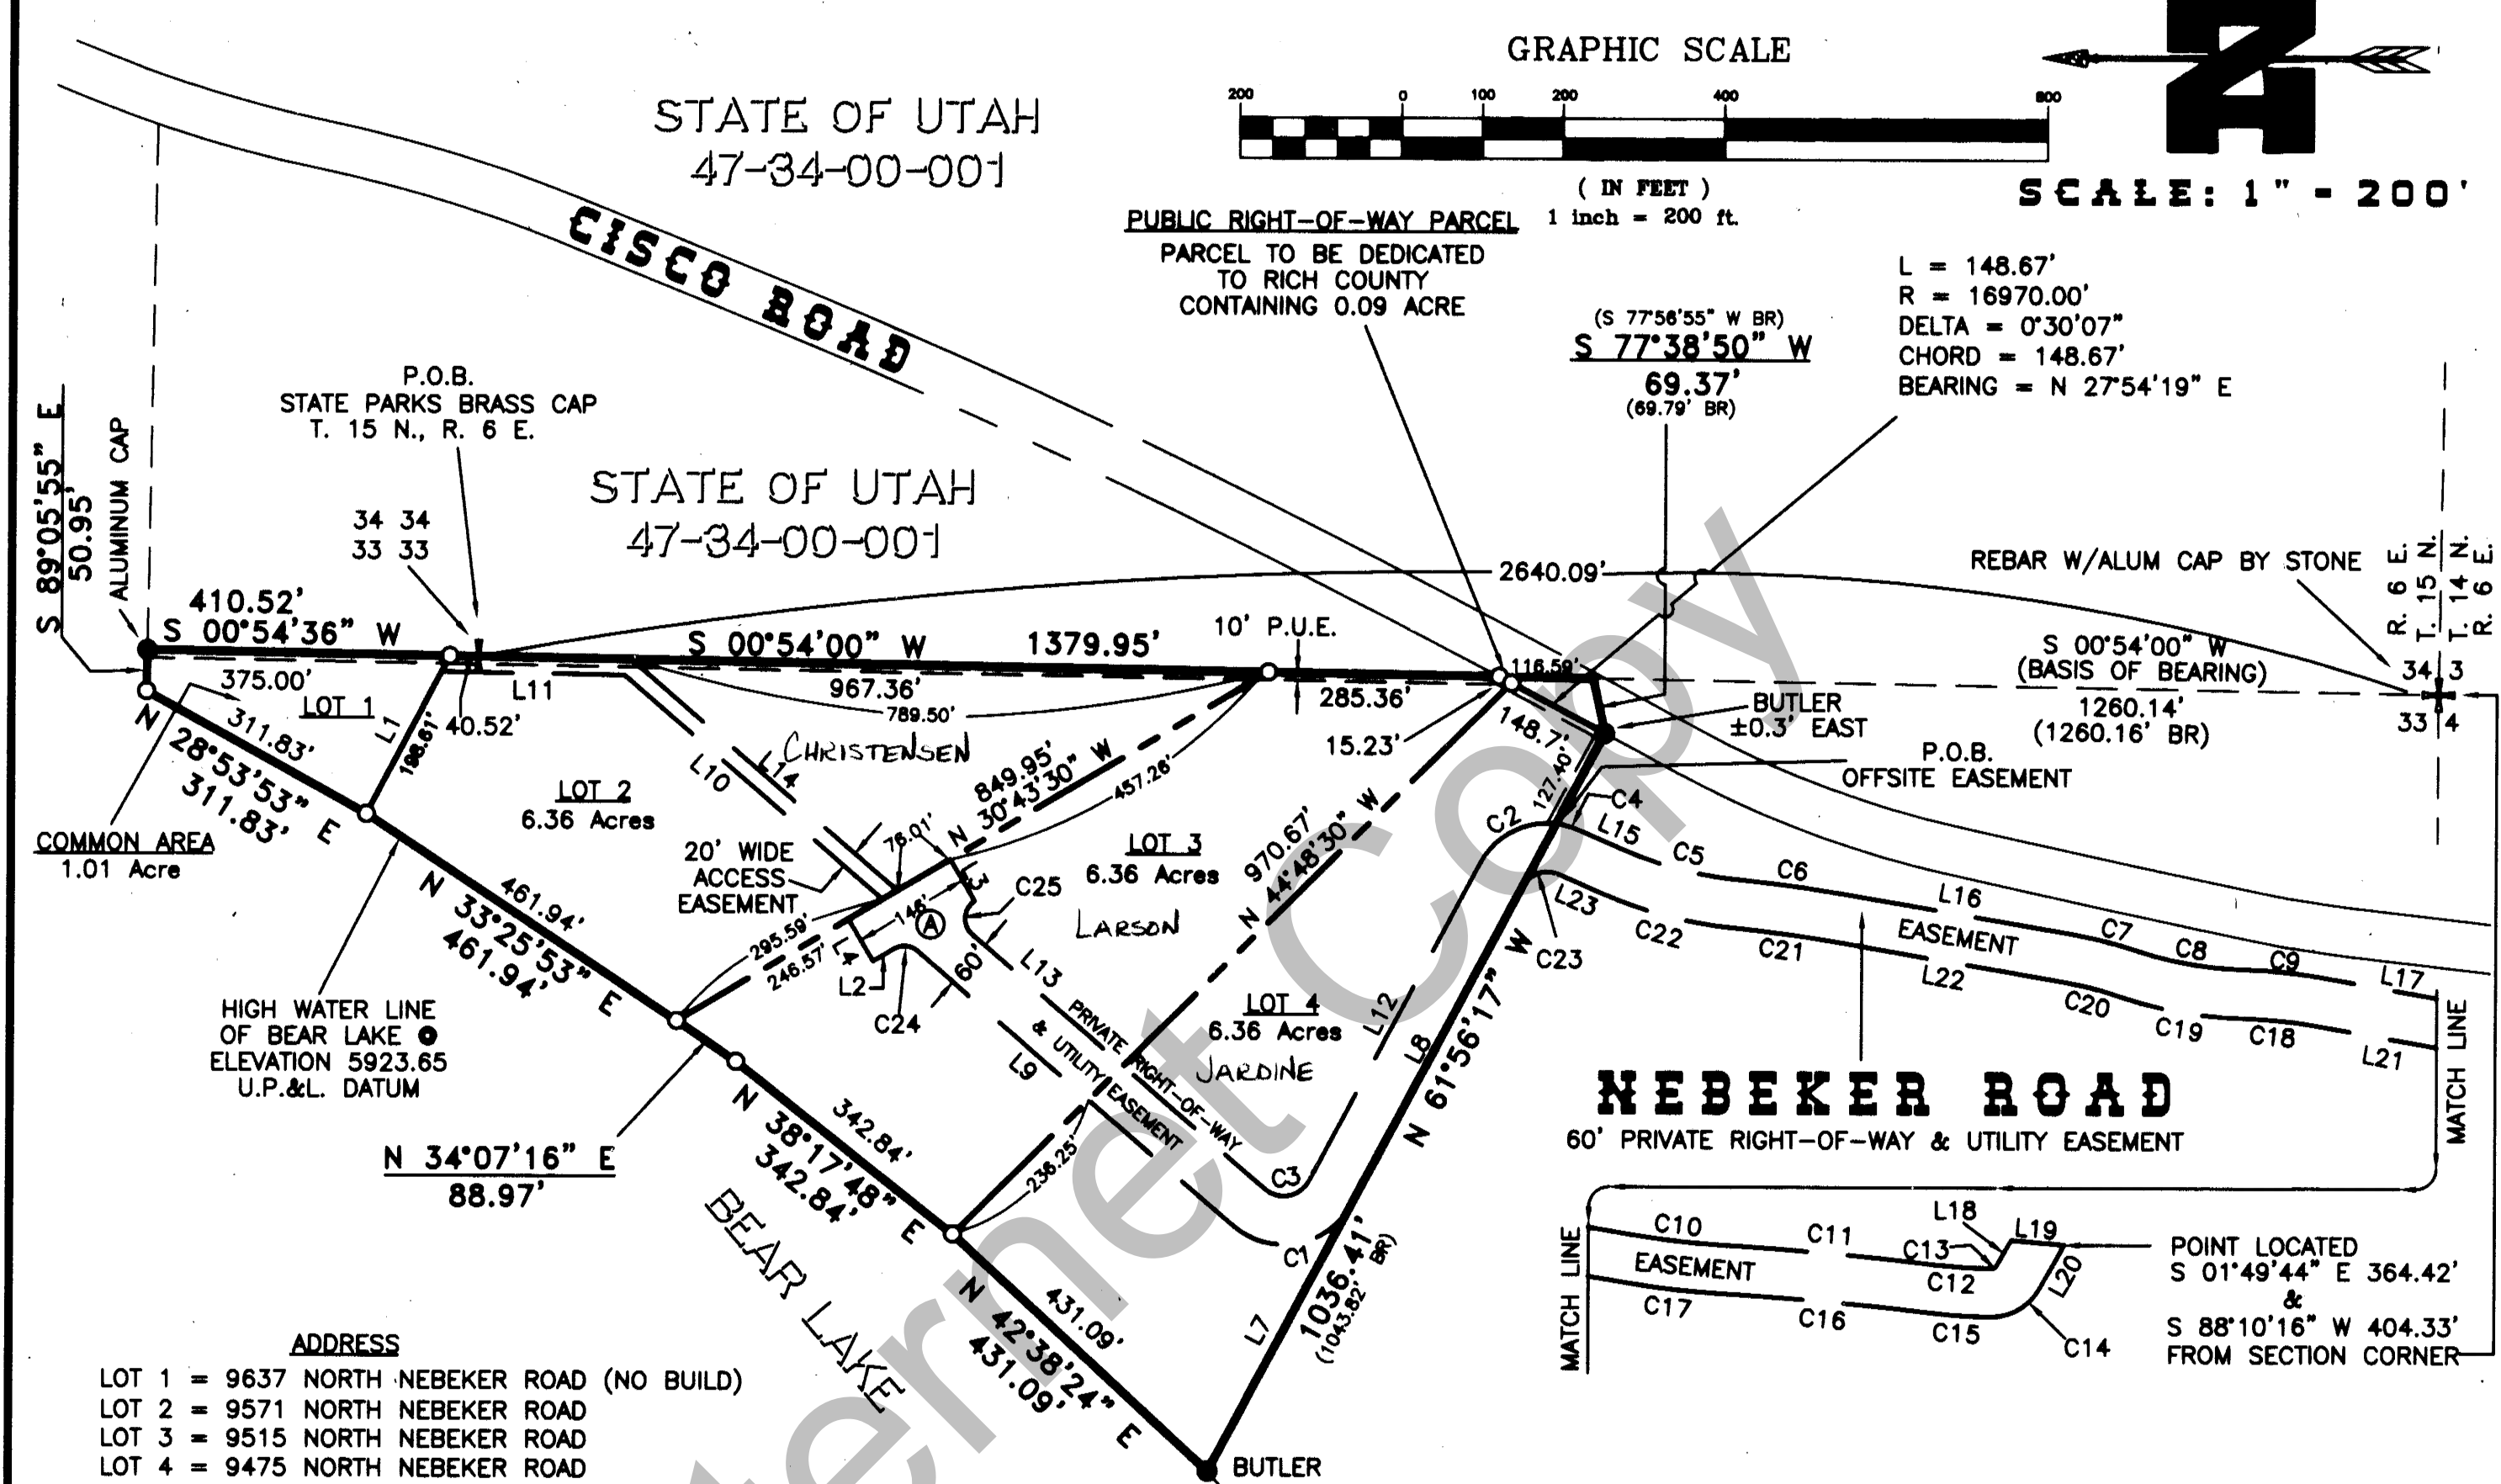 GRAPHIC SCALE
200 0 100 200 400 800
( IN FEET )
1 inch = 200 ft.
SCALE: 1" - 200'
STATE OF UTAH
47-34-00-001
CISCO ROAD
PUBLIC RIGHT-OF-WAY PARCEL
PARCEL TO BE DEDICATED
TO RICH COUNTY
CONTAINING 0.09 ACRE
(S 77°56'55" W BR)
S 77°38'50" W
69.37'
(69.79' BR)
L = 148.67'
R = 16970.00'
DELTA = 0°30'07"
CHORD = 148.67'
BEARING = N 27°54'19" E
S 89°05'55" E
50.95'
ALUMINUM CAP
P.O.B.
STATE PARKS BRASS CAP
T. 15 N., R. 6 E.
34 34
33 33
STATE OF UTAH
47-34-00-001
2640.09'
REBAR W/ALUM CAP BY STONE
R. 6 E.
T. 15 N.
T. 14 N.
R. 6 E.
34 3
33 4
410.52'
S 00°54'36" W
S 00°54'00" W 1379.95'
10' P.U.E.
116.59'
S 00°54'00" W
(BASIS OF BEARING)
1260.14'
(1260.16' BR)
375.00'
LOT 1
L1
198.61'
40.52'
L11
967.36'
789.50'
285.36'
15.23'
148.7'
BUTLER
±0.3' EAST
P.O.B.
OFFSITE EASEMENT
127.40'
311.83'
N 28°53'53" E
311.83'
COMMON AREA
1.01 Acre
LOT 2
6.36 Acres
CHRISTENSEN
L10
L14
849.95'
N 30°43'30" W
457.26'
20' WIDE
ACCESS
EASEMENT
76.01'
L3
C25
146'
A
295.59'
246.57'
L4
L2
C24
60'
L13
LOT 3
6.36 Acres
LARSON
970.67'
N 44°48'30" W
C2
C4
L15
C5
C6
L16
C7
C8
C9
L17
EASEMENT
L23
C23
C22
C21
L22
C20
C19
C18
L21
MATCH LINE
461.94'
N 33°25'53" E
461.94'
HIGH WATER LINE
OF BEAR LAKE @
ELEVATION 5923.65
U.P.&L. DATUM
N 34°07'16" E
88.97'
L9
PRIVATE RIGHT-OF-WAY
& UTILITY EASEMENT
LOT 4
6.36 Acres
JARDINE
L12
L8
N 61°56'17" W
1036.41'
(1043.82' BR)
NEBEKER ROAD
60' PRIVATE RIGHT-OF-WAY & UTILITY EASEMENT
342.84'
N 38°17'48" E
342.84'
236.25'
C3
C1
L7
BEAR LAKE
431.09'
N 42°38'24" E
431.09'
BUTLER
MATCH LINE
C10
C11
C13
L18
L19
EASEMENT
C12
L20
C17
C16
C15
C14
POINT LOCATED
S 01°49'44" E 364.42'
&
S 88°10'16" W 404.33'
FROM SECTION CORNER
ADDRESS
LOT 1 = 9637 NORTH NEBEKER ROAD (NO BUILD)
LOT 2 = 9571 NORTH NEBEKER ROAD
LOT 3 = 9515 NORTH NEBEKER ROAD
LOT 4 = 9475 NORTH NEBEKER ROAD
ternet Copy